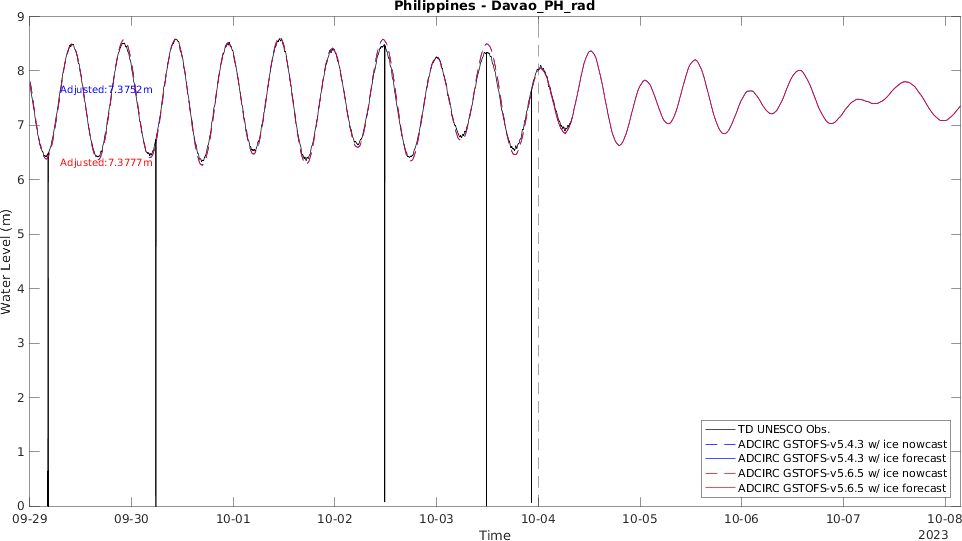 Philippines - Davao_PH_rad
Water Level (m)
9
8
7
6
5
4
3
2
1
0
Adjusted:7.3752m
Adjusted:7.3777m
TD UNESCO Obs.
ADCIRC GSTOFS-v5.4.3 w/ ice nowcast
ADCIRC GSTOFS-v5.4.3 w/ ice forecast
ADCIRC GSTOFS-v5.6.5 w/ ice nowcast
ADCIRC GSTOFS-v5.6.5 w/ ice forecast
09-29 09-30 10-01 10-02 10-03 10-04 10-05 10-06 10-07 10-08
Time
2023